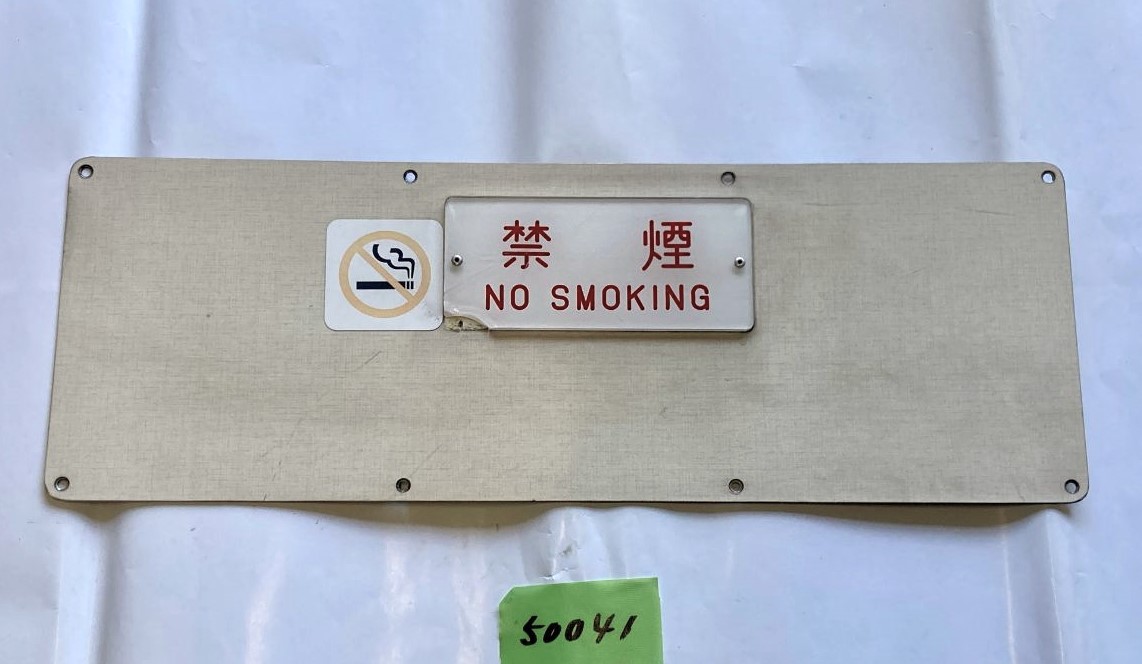 禁 煙
NO SMOKING
50041